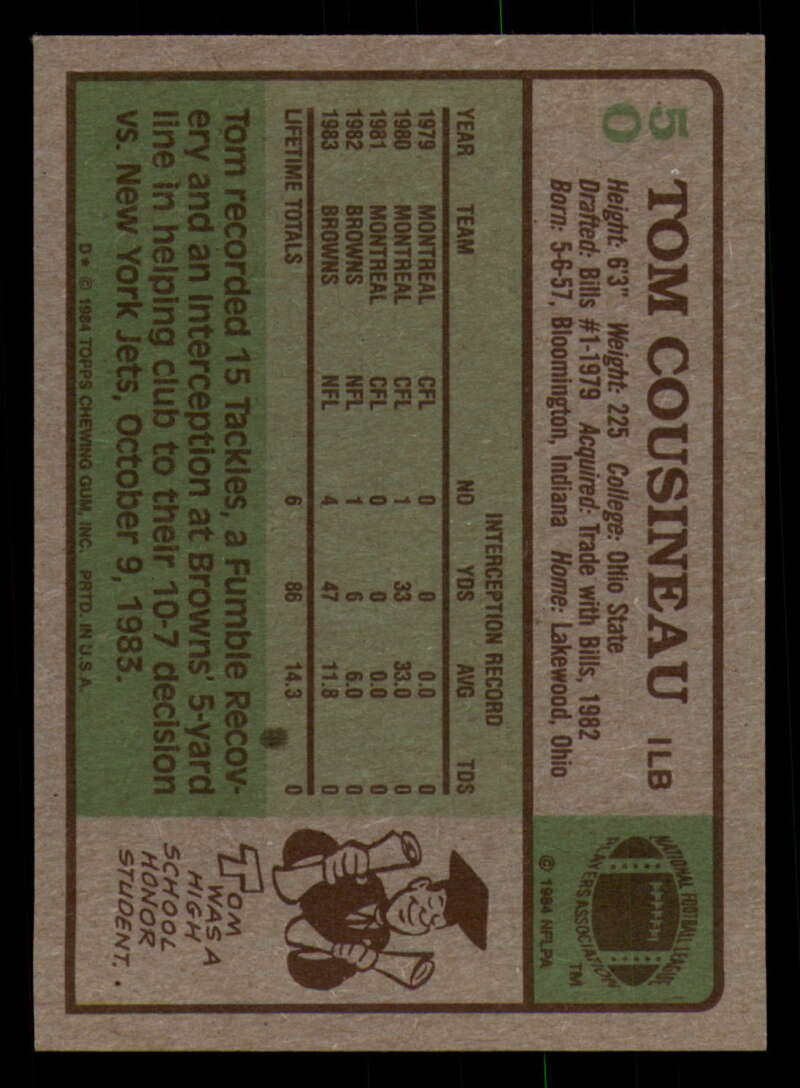 50
TOM COUSINEAU ILB
Height: 6'3" Weight: 225 College: Ohio State
Drafted: Bills #1-1979 Acquired: Trade with Bills, 1982
Born: 5-6-57, Bloomington, Indiana Home: Lakewood, Ohio
NATIONAL FOOTBALL LEAGUE
PLAYERS ASSOCIATION
TM
© 1984 NFLPA
INTERCEPTION RECORD
YEAR TEAM NO YDS AVG TDS
1979 MONTREAL CFL 0 0 0.0 0
1980 MONTREAL CFL 1 33 33.0 0
1981 MONTREAL CFL 0 0 0.0 0
1982 BROWNS NFL 1 6 6.0 0
1983 BROWNS NFL 4 47 11.8 0
LIFETIME TOTALS 6 86 14.3 0
Tom recorded 15 Tackles, a Fumble Recov-
ery and an Interception at Browns' 5-yard
line in helping club to their 10-7 decision
vs. New York Jets, October 9, 1983.
D* © 1984 TOPPS CHEWING GUM, INC. PRTD. IN U.S.A.
TOM
WAS A
HIGH
SCHOOL
HONOR
STUDENT.